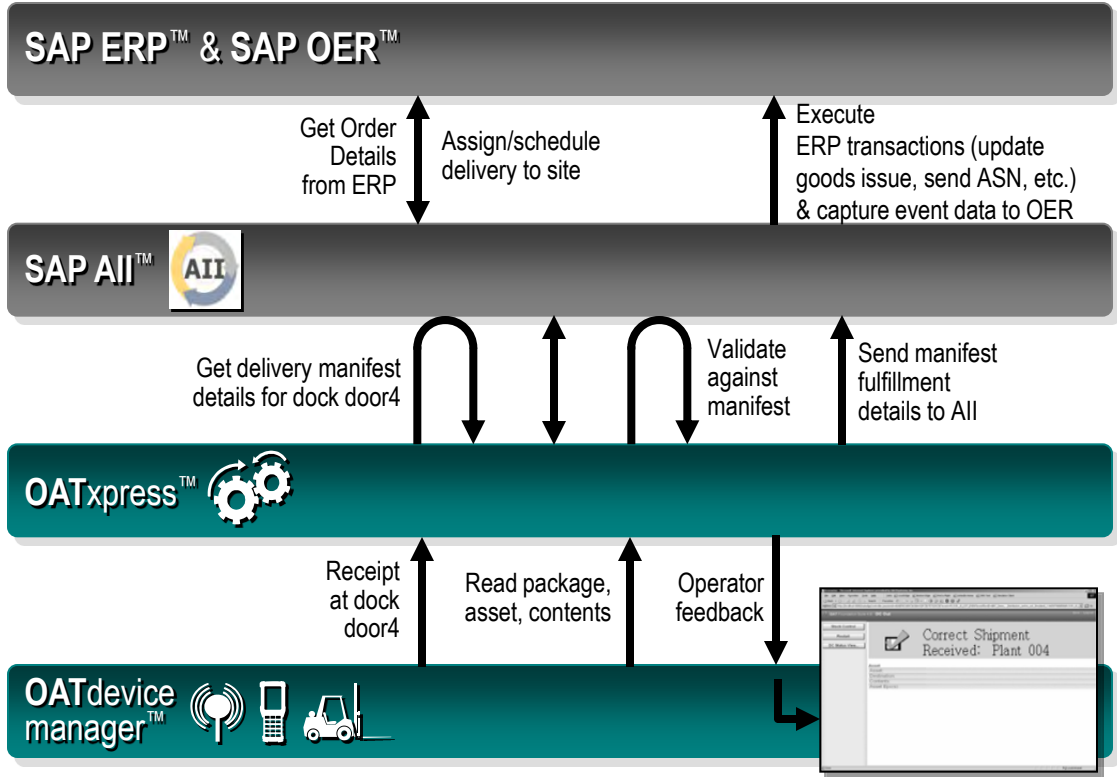 SAP ERP™ & SAP OER™
Get Order
Details
from ERP
Assign/schedule
delivery to site
Execute
ERP transactions (update
goods issue, send ASN, etc.)
& capture event data to OER
SAP AII™
AII
Get delivery manifest
details for dock door4
Validate
against
manifest
Send manifest
fulfillment
details to AII
OATxpress™
Receipt
at dock
door4
Read package,
asset, contents
Operator
feedback
Correct Shipment
Received: Plant 004
OATdevice
manager™